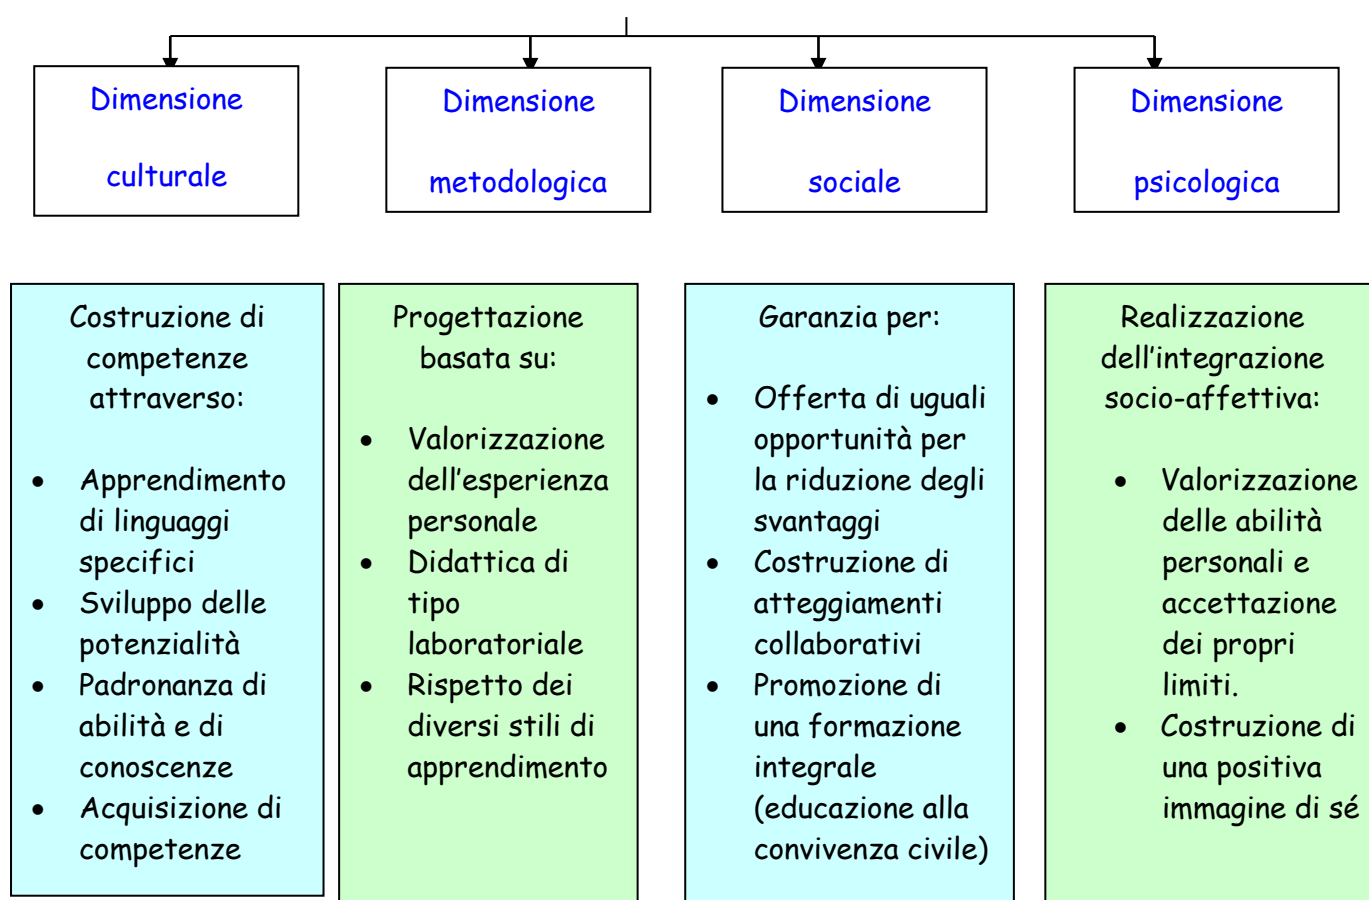 Dimensione
culturale
Dimensione
metodologica
Dimensione
sociale
Dimensione
psicologica
Costruzione di
competenze
attraverso:
• Apprendimento
di linguaggi
specifici
• Sviluppo delle
potenzialità
• Padronanza di
abilità e di
conoscenze
• Acquisizione di
competenze
Progettazione
basata su:
• Valorizzazione
dell’esperienza
personale
• Didattica di
tipo
laboratoriale
• Rispetto dei
diversi stili di
apprendimento
Garanzia per:
• Offerta di uguali
opportunità per
la riduzione degli
svantaggi
• Costruzione di
atteggiamenti
collaborativi
• Promozione di
una formazione
integrale
(educazione alla
convivenza civile)
Realizzazione
dell’integrazione
socio-affettiva:
• Valorizzazione
delle abilità
personali e
accettazione
dei propri
limiti.
• Costruzione di
una positiva
immagine di sé